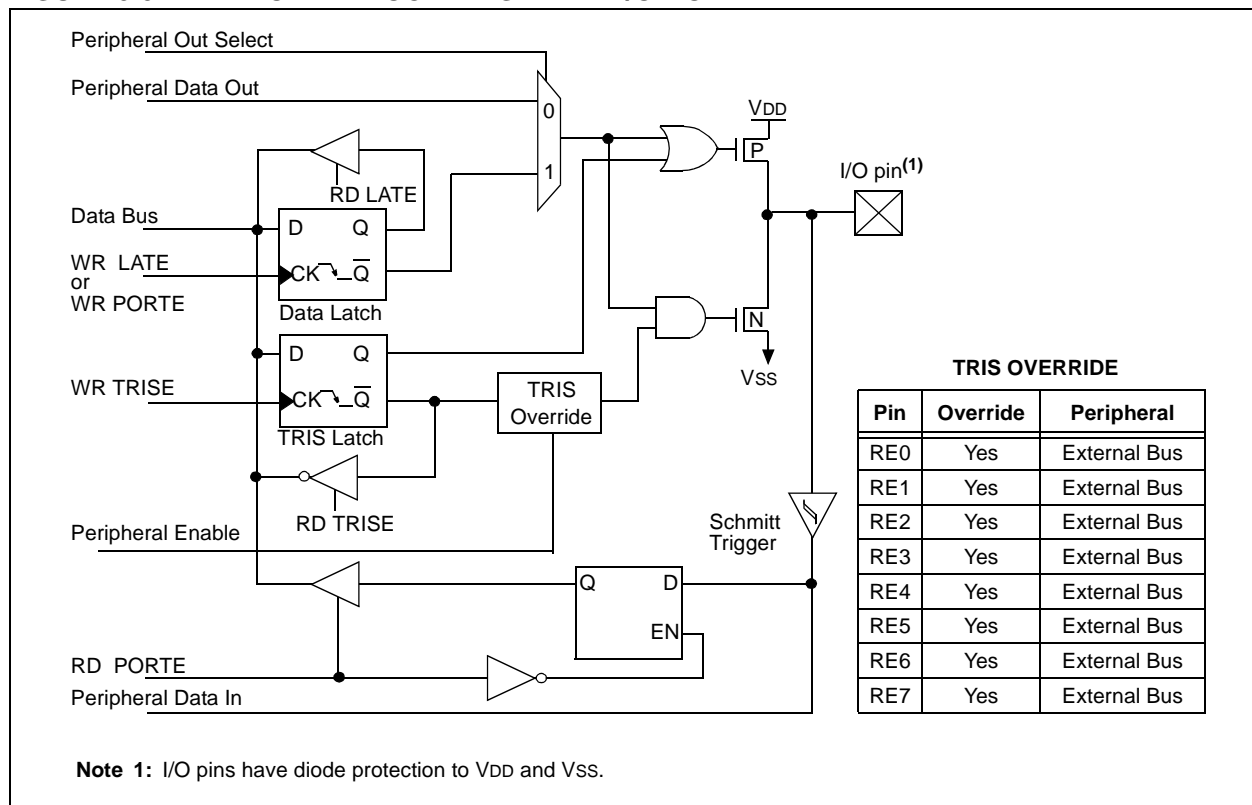 Peripheral Out Select
Peripheral Data Out
0
1
VDD
P
I/O pin(1)
RD LATE
Data Bus
D Q
WR LATE
or
WR PORTE
CK Q̅
Data Latch
N
VSS
D Q
WR TRISE
CK Q̅
TRIS Latch
TRIS
Override
RD TRISE
Peripheral Enable
Schmitt
Trigger
Q D
EN
RD PORTE
Peripheral Data In
TRIS OVERRIDE
Pin Override Peripheral
RE0 Yes External Bus
RE1 Yes External Bus
RE2 Yes External Bus
RE3 Yes External Bus
RE4 Yes External Bus
RE5 Yes External Bus
RE6 Yes External Bus
RE7 Yes External Bus
Note 1: I/O pins have diode protection to VDD and VSS.